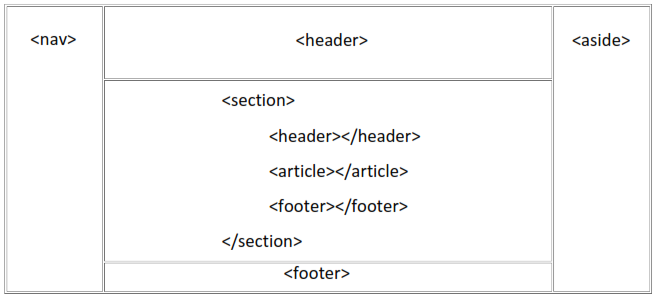 <nav>
<header>
<aside>
<section>
<header></header>
<article></article>
<footer></footer>
</section>
<footer>